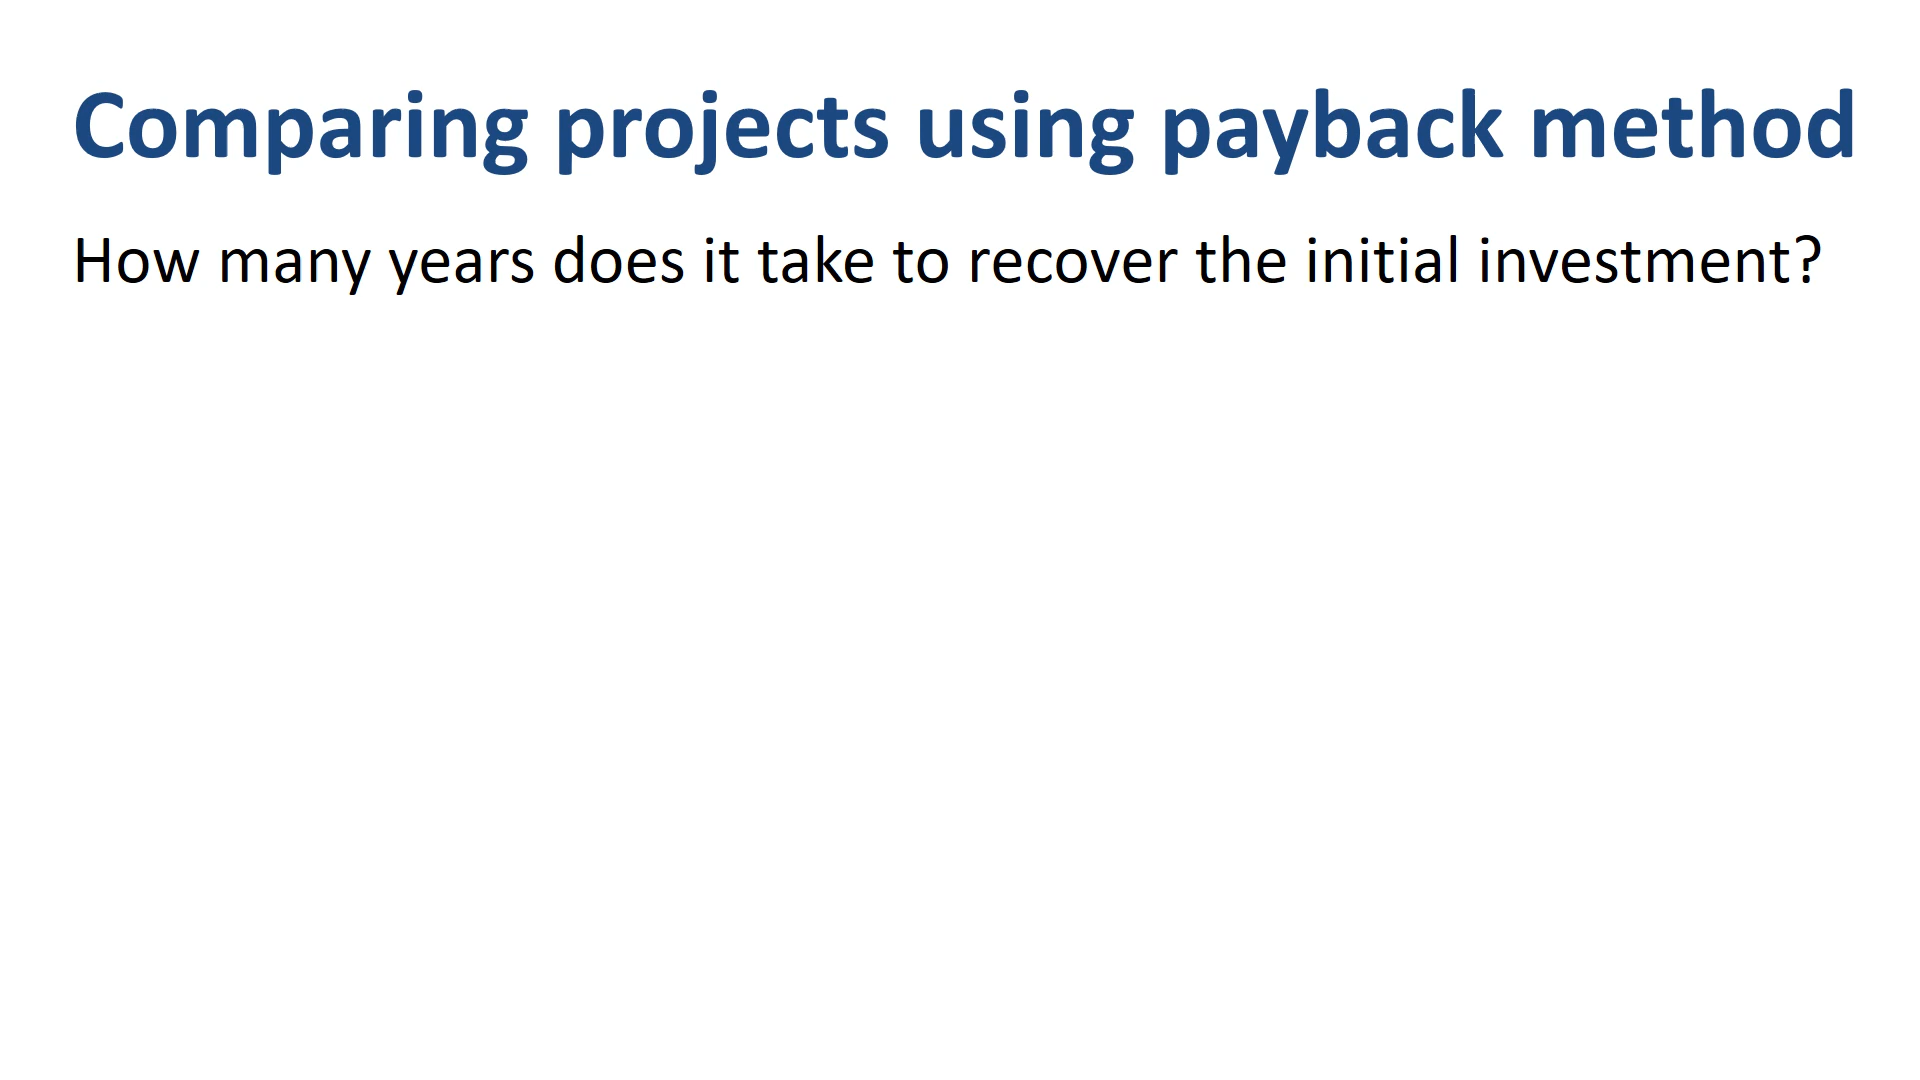 Comparing projects using payback method
How many years does it take to recover the initial investment?